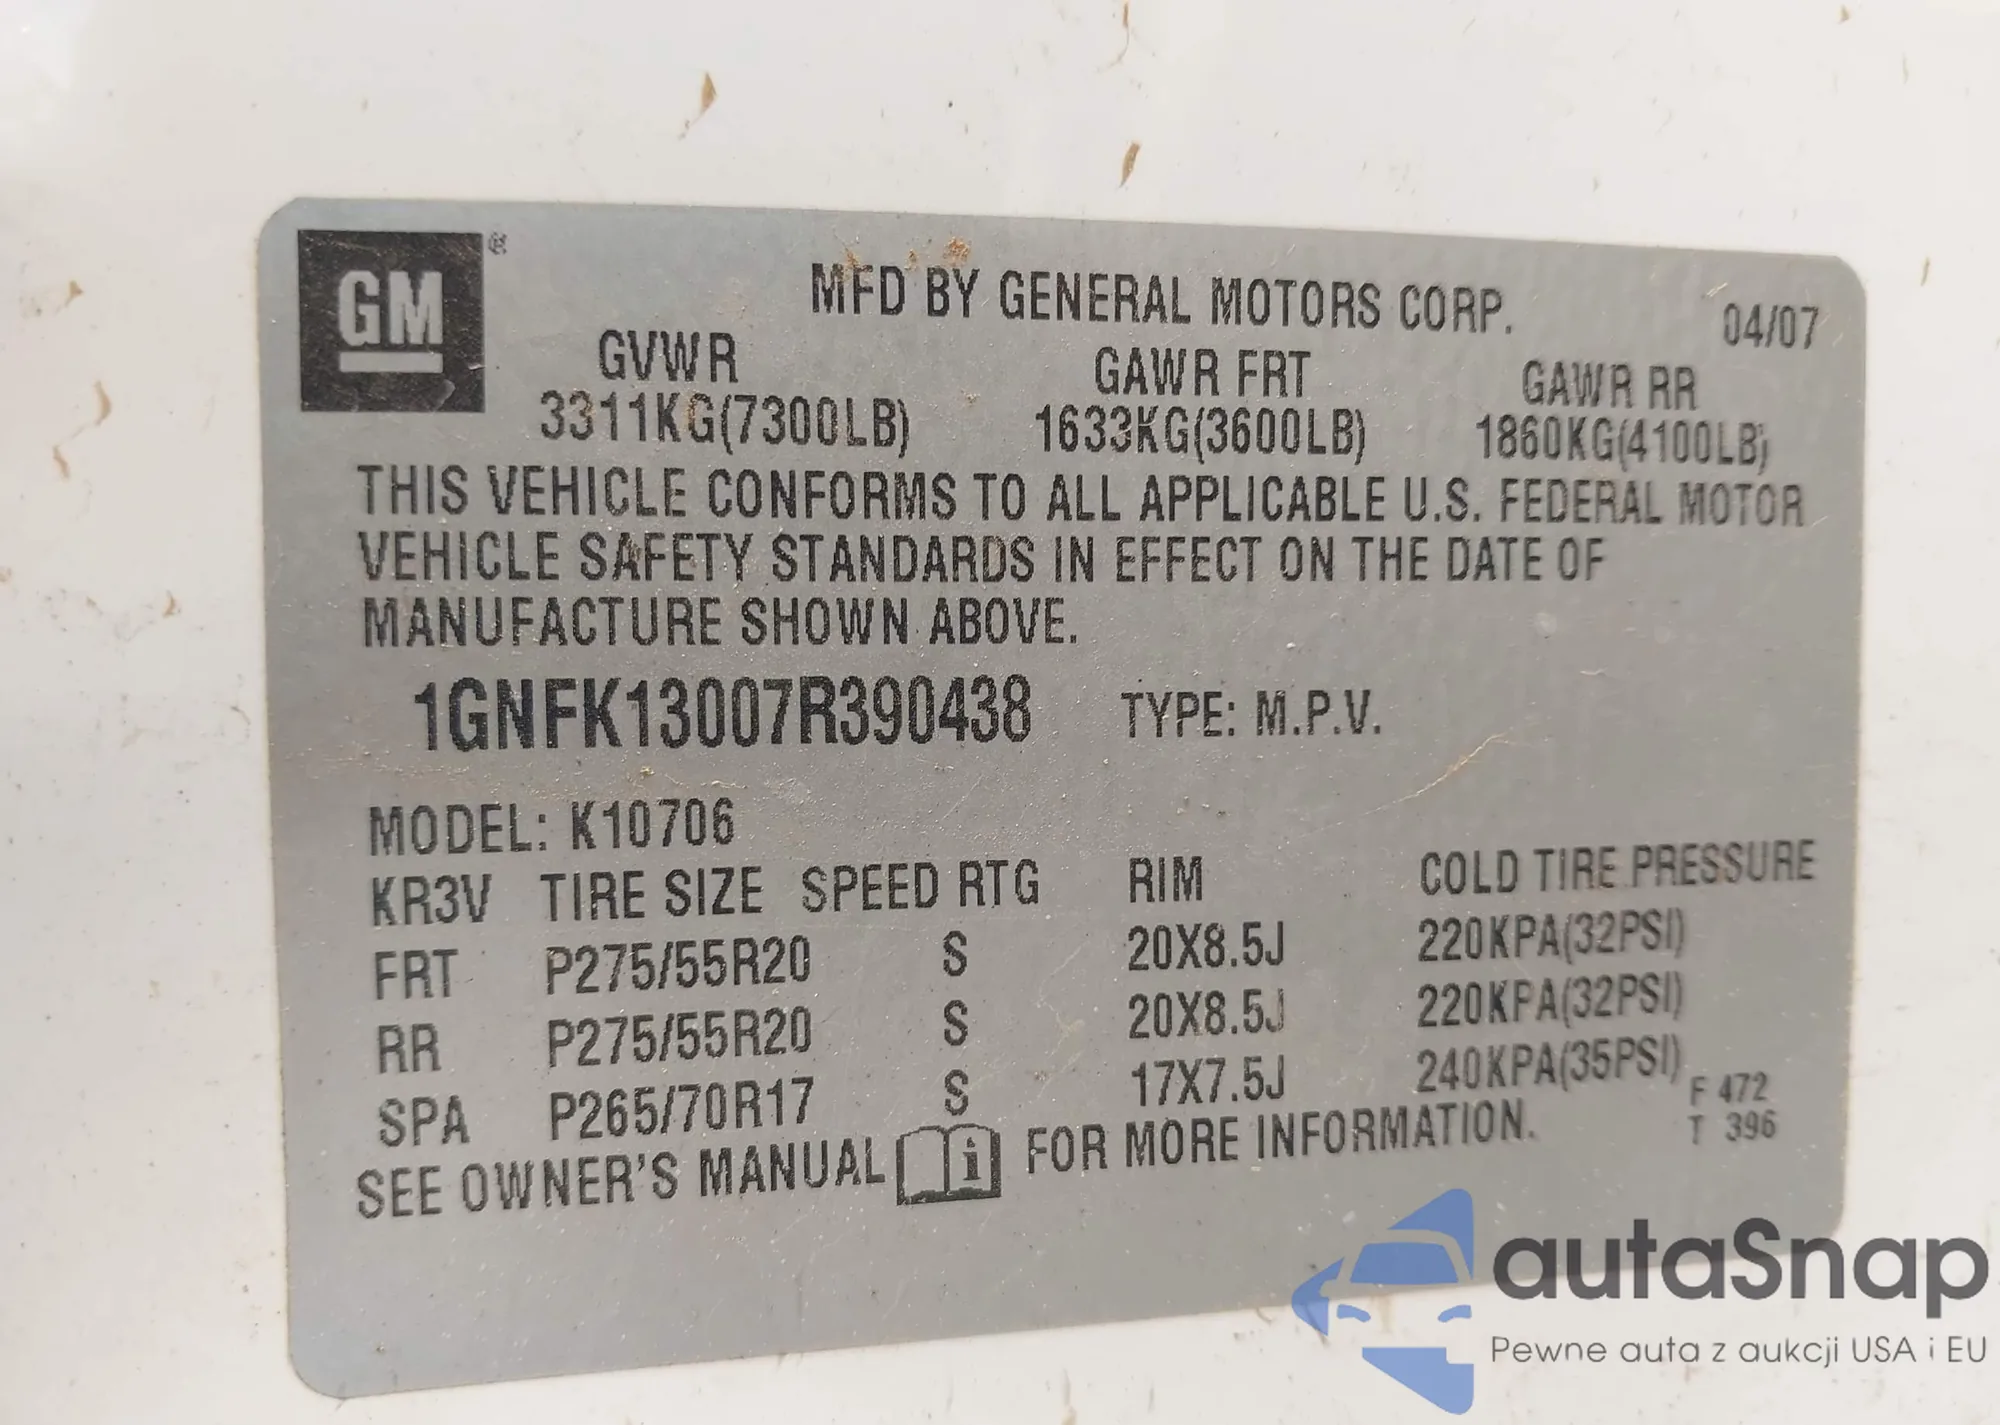 GM ®
MFD BY GENERAL MOTORS CORP. 04/07
GVWR GAWR FRT GAWR RR
3311KG(7300LB) 1633KG(3600LB) 1860KG(4100LB)
THIS VEHICLE CONFORMS TO ALL APPLICABLE U.S. FEDERAL MOTOR
VEHICLE SAFETY STANDARDS IN EFFECT ON THE DATE OF
MANUFACTURE SHOWN ABOVE.
1GNFK13007R390438 TYPE: M.P.V.
MODEL: K10706
KR3V TIRE SIZE SPEED RTG RIM COLD TIRE PRESSURE
FRT P275/55R20 S 20X8.5J 220KPA(32PSI)
RR P275/55R20 S 20X8.5J 220KPA(32PSI)
SPA P265/70R17 S 17X7.5J 240KPA(35PSI)
F 472
T 396
SEE OWNER'S MANUAL i FOR MORE INFORMATION.
autaSnap
Pewne auta z aukcji USA i EU